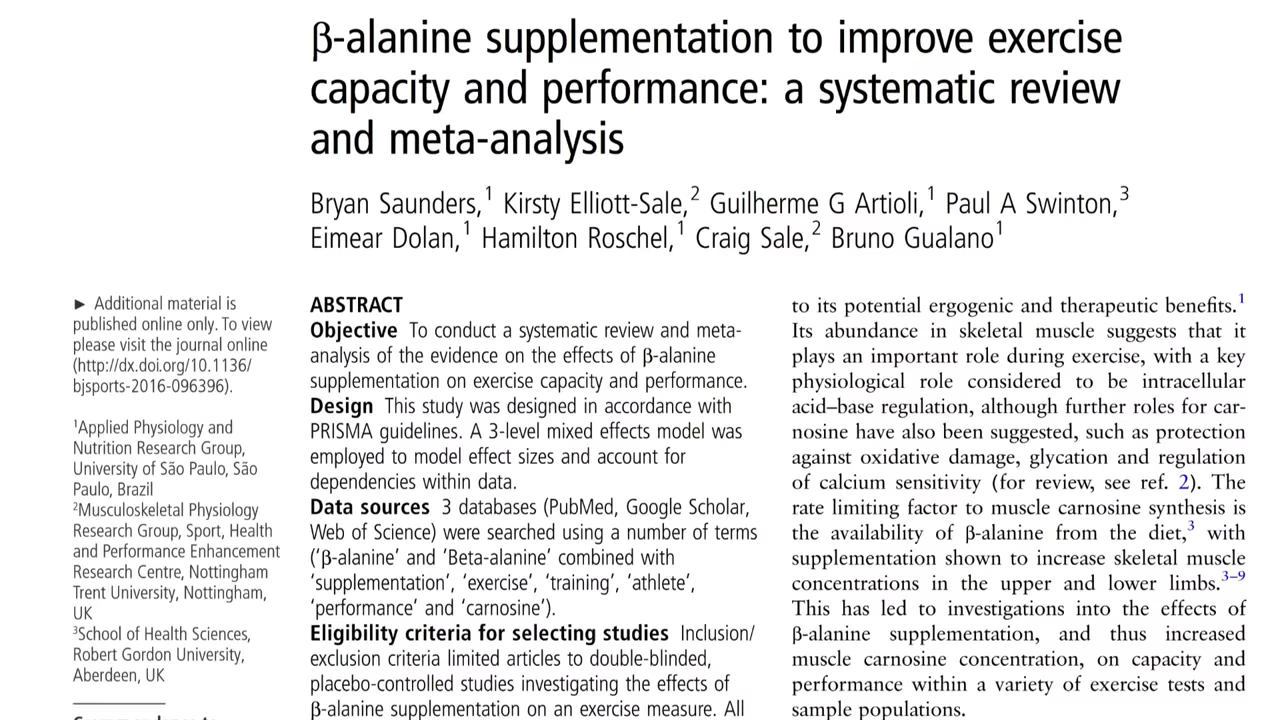 β-alanine supplementation to improve exercise
capacity and performance: a systematic review
and meta-analysis
Bryan Saunders,1 Kirsty Elliott-Sale,2 Guilherme G Artioli,1 Paul A Swinton,3
Eimear Dolan,1 Hamilton Roschel,1 Craig Sale,2 Bruno Gualano1
► Additional material is
published online only. To view
please visit the journal online
(http://dx.doi.org/10.1136/
bjsports-2016-096396).
1Applied Physiology and
Nutrition Research Group,
University of São Paulo, São
Paulo, Brazil
2Musculoskeletal Physiology
Research Group, Sport, Health
and Performance Enhancement
Research Centre, Nottingham
Trent University, Nottingham,
UK
3School of Health Sciences,
Robert Gordon University,
Aberdeen, UK
ABSTRACT
Objective To conduct a systematic review and meta-
analysis of the evidence on the effects of β-alanine
supplementation on exercise capacity and performance.
Design This study was designed in accordance with
PRISMA guidelines. A 3-level mixed effects model was
employed to model effect sizes and account for
dependencies within data.
Data sources 3 databases (PubMed, Google Scholar,
Web of Science) were searched using a number of terms
(‘β-alanine’ and ‘Beta-alanine’ combined with
‘supplementation’, ‘exercise’, ‘training’, ‘athlete’,
‘performance’ and ‘carnosine’).
Eligibility criteria for selecting studies Inclusion/
exclusion criteria limited articles to double-blinded,
placebo-controlled studies investigating the effects of
β-alanine supplementation on an exercise measure. All
to its potential ergogenic and therapeutic benefits.1
Its abundance in skeletal muscle suggests that it
plays an important role during exercise, with a key
physiological role considered to be intracellular
acid–base regulation, although further roles for car-
nosine have also been suggested, such as protection
against oxidative damage, glycation and regulation
of calcium sensitivity (for review, see ref. 2). The
rate limiting factor to muscle carnosine synthesis is
the availability of β-alanine from the diet,3 with
supplementation shown to increase skeletal muscle
concentrations in the upper and lower limbs.3–9
This has led to investigations into the effects of
β-alanine supplementation, and thus increased
muscle carnosine concentration, on capacity and
performance within a variety of exercise tests and
sample populations.